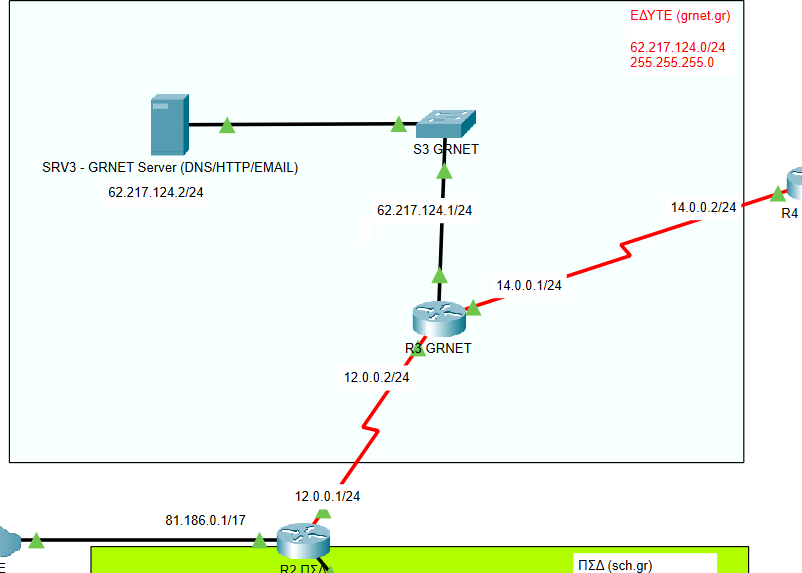 ΕΔΥΤΕ (grnet.gr)
62.217.124.0/24
255.255.255.0
S3 GRNET
SRV3 - GRNET Server (DNS/HTTP/EMAIL)
62.217.124.2/24
62.217.124.1/24
14.0.0.2/24
R4
14.0.0.1/24
R3 GRNET
12.0.0.2/24
12.0.0.1/24
81.186.0.1/17
E
R2 ΠΣΔ
ΠΣΔ (sch.gr)